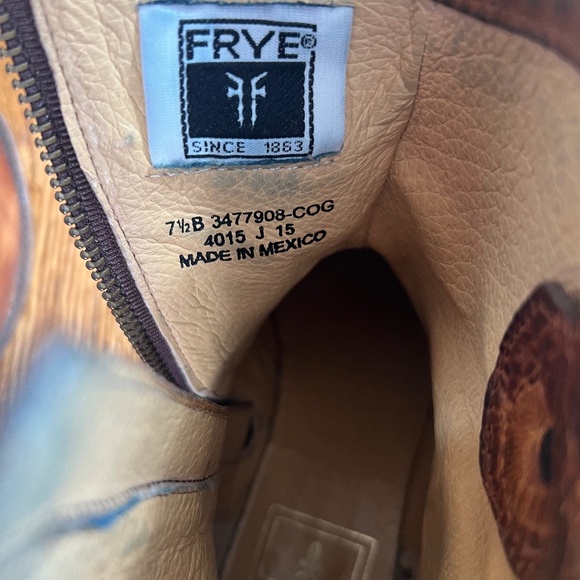 FRYE®
SINCE 1863
7½B 3477908-COG
4015 J 15
MADE IN MEXICO